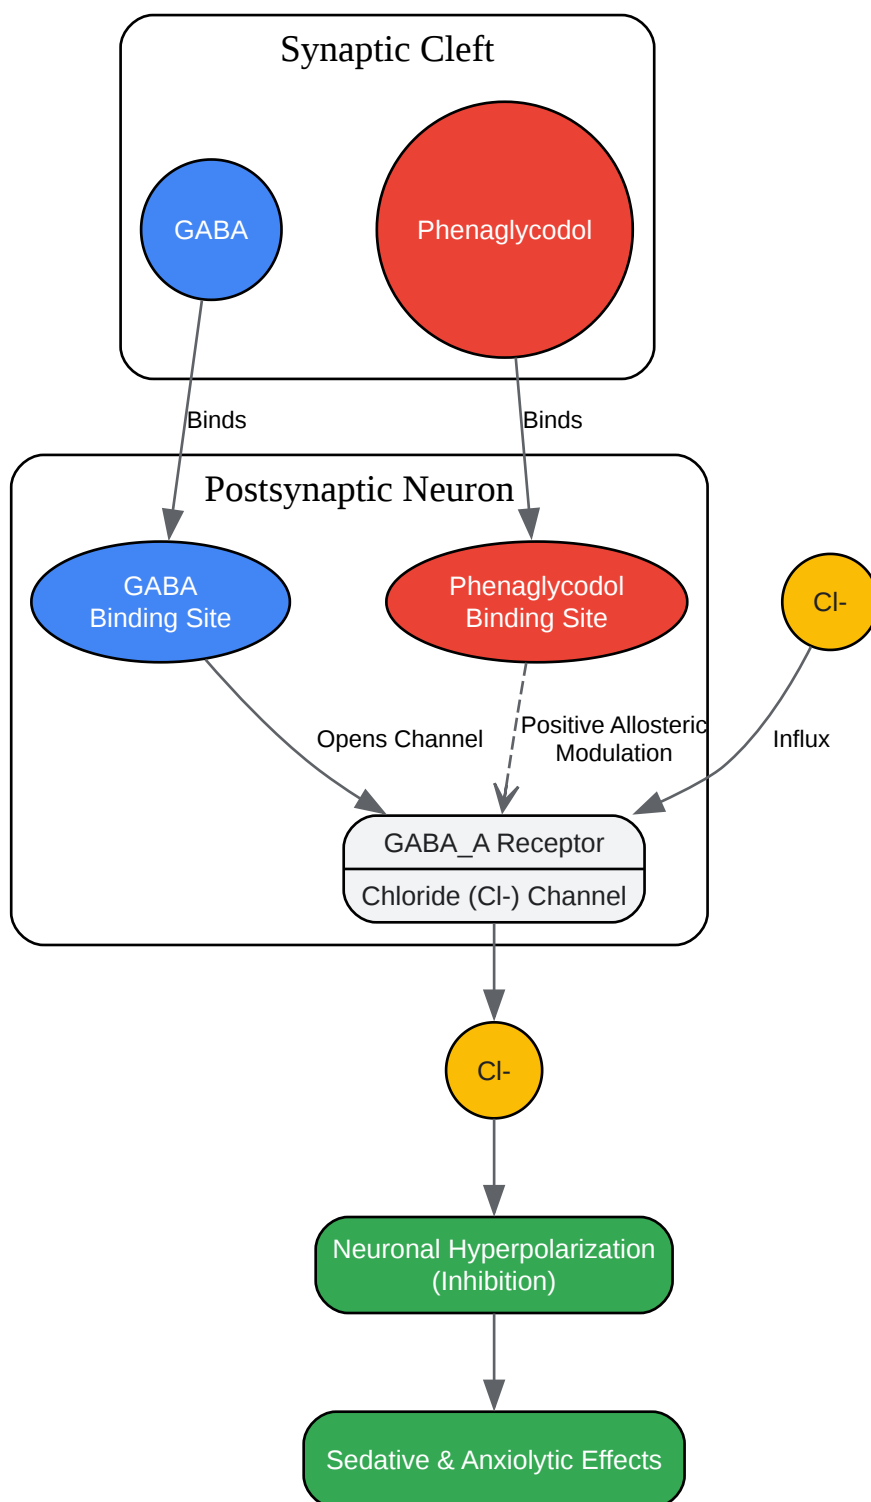 Synaptic Cleft
GABA
Phenaglycodol
Binds
Binds
Postsynaptic Neuron
GABA
Binding Site
Phenaglycodol
Binding Site
Cl-
Opens Channel
Positive Allosteric
Modulation
Influx
GABA_A Receptor
Chloride (Cl-) Channel
Cl-
Neuronal Hyperpolarization
(Inhibition)
Sedative & Anxiolytic Effects